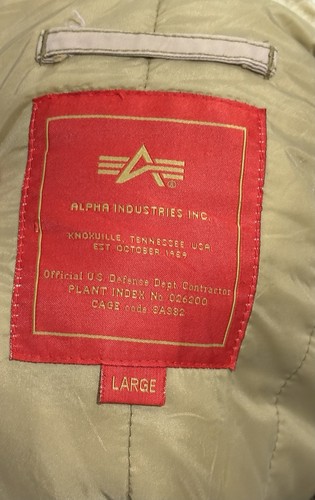 ALPHA INDUSTRIES INC.
KNOXVILLE, TENNESSEE USA
EST. OCTOBER 1959
Official U.S. Defense Dept Contractor
PLANT INDEX No 026200
CAGE code 8A382
LARGE